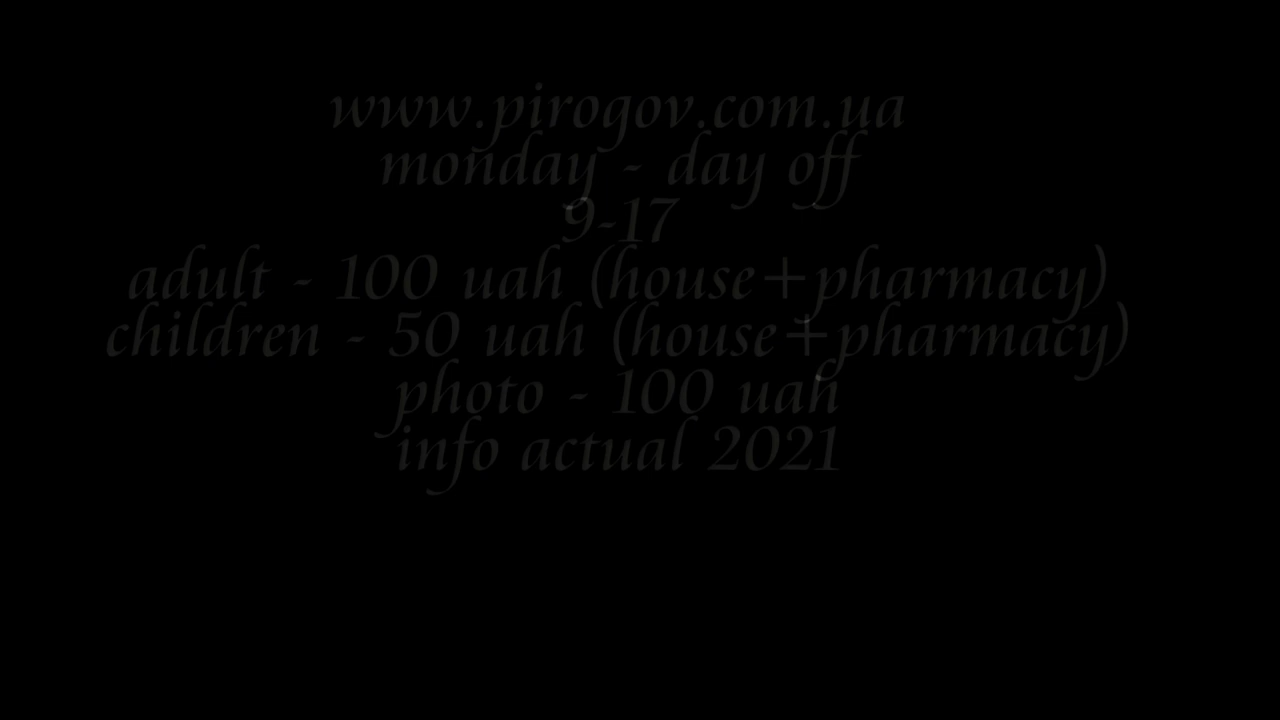 www.pirogov.com.ua
monday - day off
9-17
adult - 100 uah (house+pharmacy)
children - 50 uah (house+pharmacy)
photo - 100 uah
info actual 2021